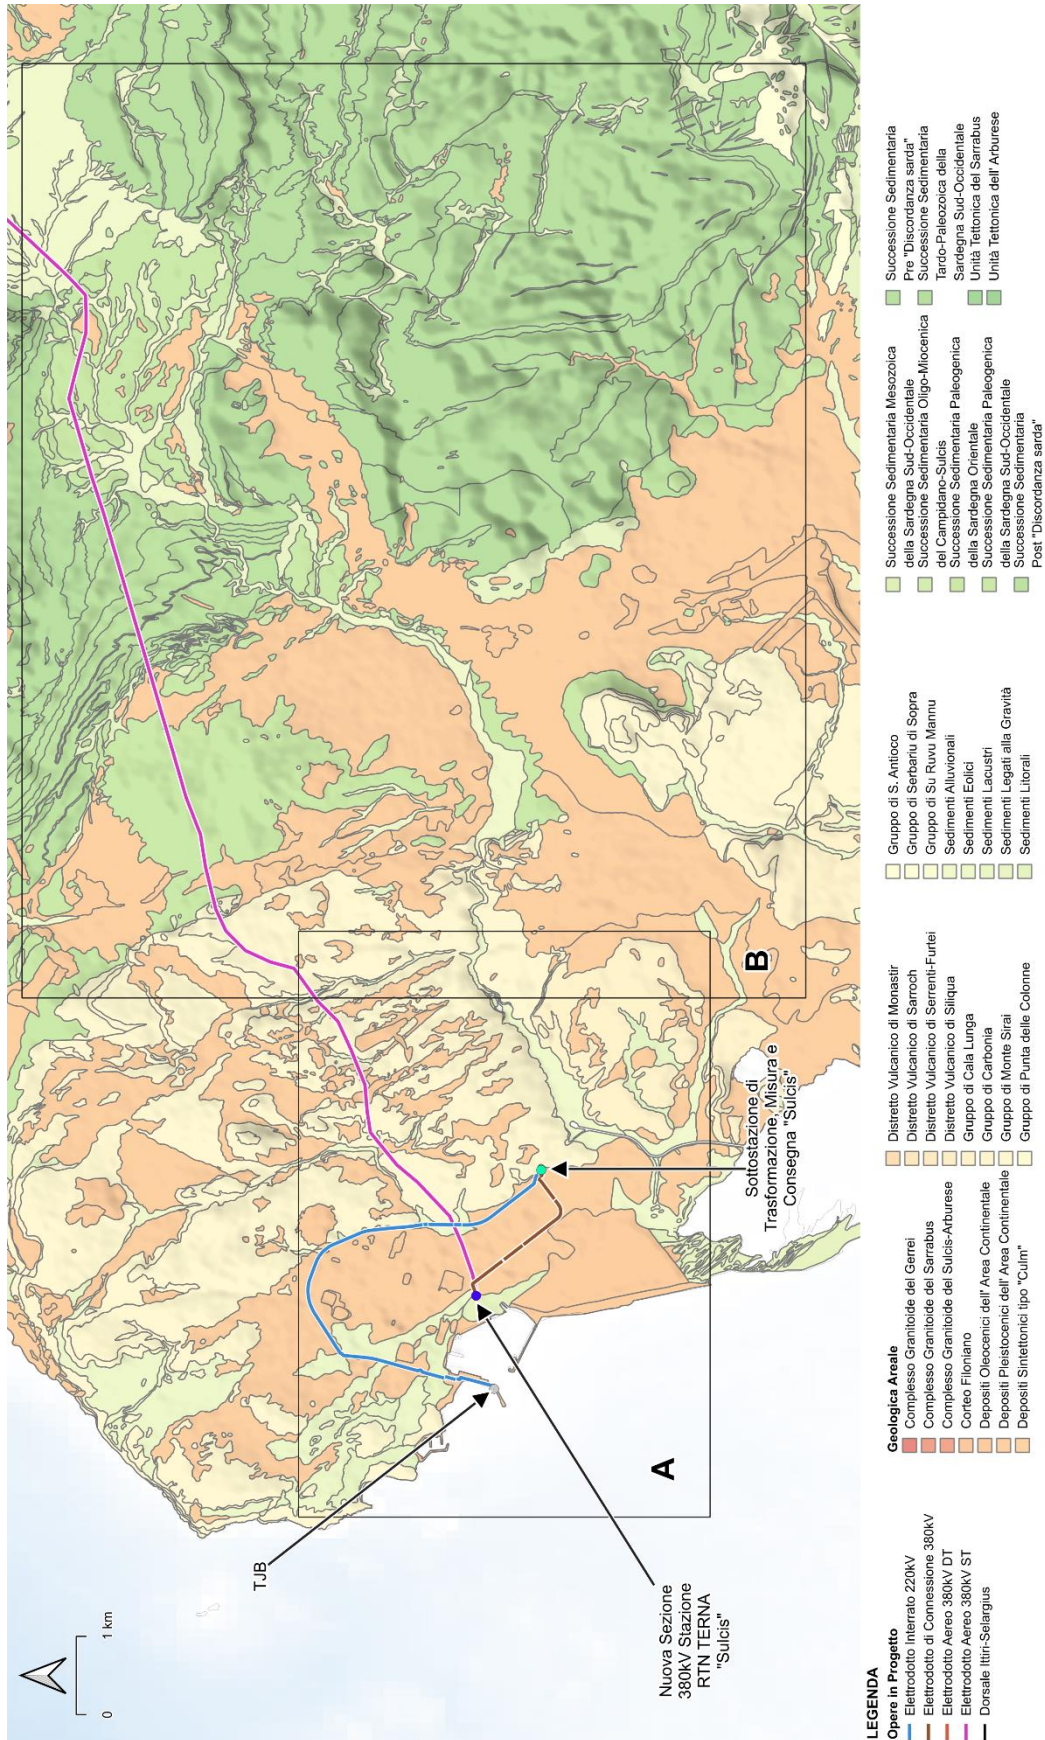 TJB
0
1 km
Nuova Sezione
380kV Stazione
RTN TERNA
"Sulcis"
Sottostazione di
Trasformazione, Misura e
Consegna "Sulcis"
A
B
LEGENDA
Opere in Progetto
Elettrodotto Interrato 220kV
Elettrodotto di Connessione 380kV
Elettrodotto Aereo 380kV DT
Elettrodotto Aereo 380kV ST
Dorsale Ittiri-Selargius
Geologica Areale
Complesso Granitoide del Gerrei
Complesso Granitoide del Sarrabus
Complesso Granitoide del Sulcis-Arburese
Corteo Filoniano
Depositi Oleocenici dell' Area Continentale
Depositi Pleistocenici dell' Area Continentale
Depositi Sintettonici tipo "Culm"
Distretto Vulcanico di Monastir
Distretto Vulcanico di Sarroch
Distretto Vulcanico di Serrenti-Furtei
Distretto Vulcanico di Siliqua
Gruppo di Cala Lunga
Gruppo di Carbonia
Gruppo di Monte Sirai
Gruppo di Punta delle Colonne
Gruppo di S. Antioco
Gruppo di Serbariu di Sopra
Gruppo di Su Ruvu Mannu
Sedimenti Alluvionali
Sedimenti Eolici
Sedimenti Lacustri
Sedimenti Legati alla Gravità
Sedimenti Litorali
Successione Sedimentaria Mesozoica
della Sardegna Sud-Occidentale
Successione Sedimentaria Oligo-Miocenica
del Campidano-Sulcis
Successione Sedimentaria Paleogenica
della Sardegna Orientale
Successione Sedimentaria Paleogenica
della Sardegna Sud-Occidentale
Successione Sedimentaria
Post "Discordanza sarda"
Successione Sedimentaria
Pre "Discordanza sarda"
Successione Sedimentaria
Tardo-Paleozoica della
Sardegna Sud-Occidentale
Unità Tettonica del Sarrabus
Unità Tettonica dell' Arburese